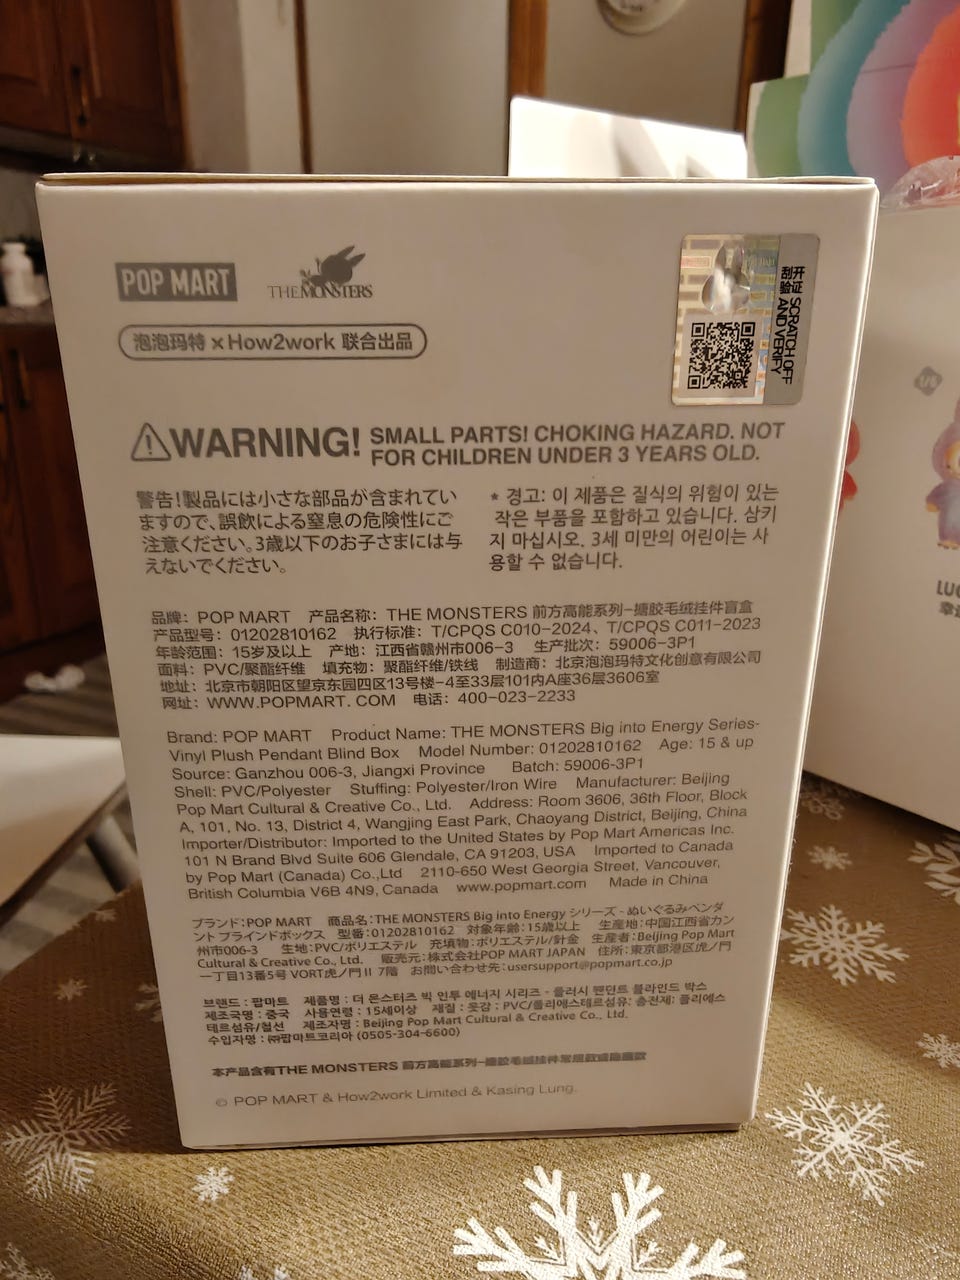 POP MART
THE MONSTERS
泡泡玛特 × How2work 联合出品
刮开
验证 SCRATCH OFF
AND VERIFY
WARNING! SMALL PARTS! CHOKING HAZARD. NOT
FOR CHILDREN UNDER 3 YEARS OLD.
警告!製品には小さな部品が含まれてい
ますので、誤飲による窒息の危険性にご
注意ください。3歳以下のお子さまには与
えないでください。
* 경고: 이 제품은 질식의 위험이 있는
작은 부품을 포함하고 있습니다. 삼키
지 마십시오. 3세 미만의 어린이는 사
용할 수 없습니다.
品牌: POP MART 产品名称: THE MONSTERS 前方高能系列-搪胶毛绒挂件盲盒
产品型号: 01202810162 执行标准: T/CPQS C010-2024、T/CPQS C011-2023
年龄范围: 15岁及以上 产地: 江西省赣州市006-3 生产批次: 59006-3P1
面料: PVC/聚酯纤维 填充物: 聚酯纤维/铁线 制造商: 北京泡泡玛特文化创意有限公司
地址: 北京市朝阳区望京东园四区13号楼-4至33层101内A座36层3606室
网址: WWW.POPMART. COM 电话: 400-023-2233
Brand: POP MART Product Name: THE MONSTERS Big into Energy Series-
Vinyl Plush Pendant Blind Box Model Number: 01202810162 Age: 15 & up
Source: Ganzhou 006-3, Jiangxi Province Batch: 59006-3P1
Shell: PVC/Polyester Stuffing: Polyester/Iron Wire Manufacturer: Beijing
Pop Mart Cultural & Creative Co., Ltd. Address: Room 3606, 36th Floor, Block
A, 101, No. 13, District 4, Wangjing East Park, Chaoyang District, Beijing, China
Importer/Distributor: Imported to the United States by Pop Mart Americas Inc.
101 N Brand Blvd Suite 606 Glendale, CA 91203, USA Imported to Canada
by Pop Mart (Canada) Co.,Ltd 2110-650 West Georgia Street, Vancouver,
British Columbia V6B 4N9, Canada www.popmart.com Made in China
ブランド:POP MART 商品名:THE MONSTERS Big into Energy シリーズ - ぬいぐるみペンダ
ント ブラインドボックス 型番:01202810162 対象年齢:15歳以上 生産地:中国江西省カン
州市006-3 生地:PVC/ポリエステル 充填物:ポリエステル/針金 生産者:Beijing Pop Mart
Cultural & Creative Co., Ltd. 販売元:株式会社POP MART JAPAN 住所:東京都港区虎ノ門
一丁目13番5号 VORT虎ノ門Ⅱ 7階 お問い合わせ先:usersupport@popmart.co.jp
브랜드 : 팝마트 제품명 : 더 몬스터즈 빅 인투 에너지 시리즈 - 플러시 팬던트 블라인드 박스
제조국명 : 중국 사용연령 : 15세이상 재질 : 옷감 : PVC/폴리에스테르섬유: 충전재: 폴리에스
테르섬유/철선 제조자명 : Beijing Pop Mart Cultural & Creative Co., Ltd.
수입자명 : ㈜팝마트코리아 (0505-304-6600)
本产品含有THE MONSTERS 前方高能系列-搪胶毛绒挂件常规款或隐藏款
© POP MART & How2work Limited & Kasing Lung.
1/6
LUC
幸运